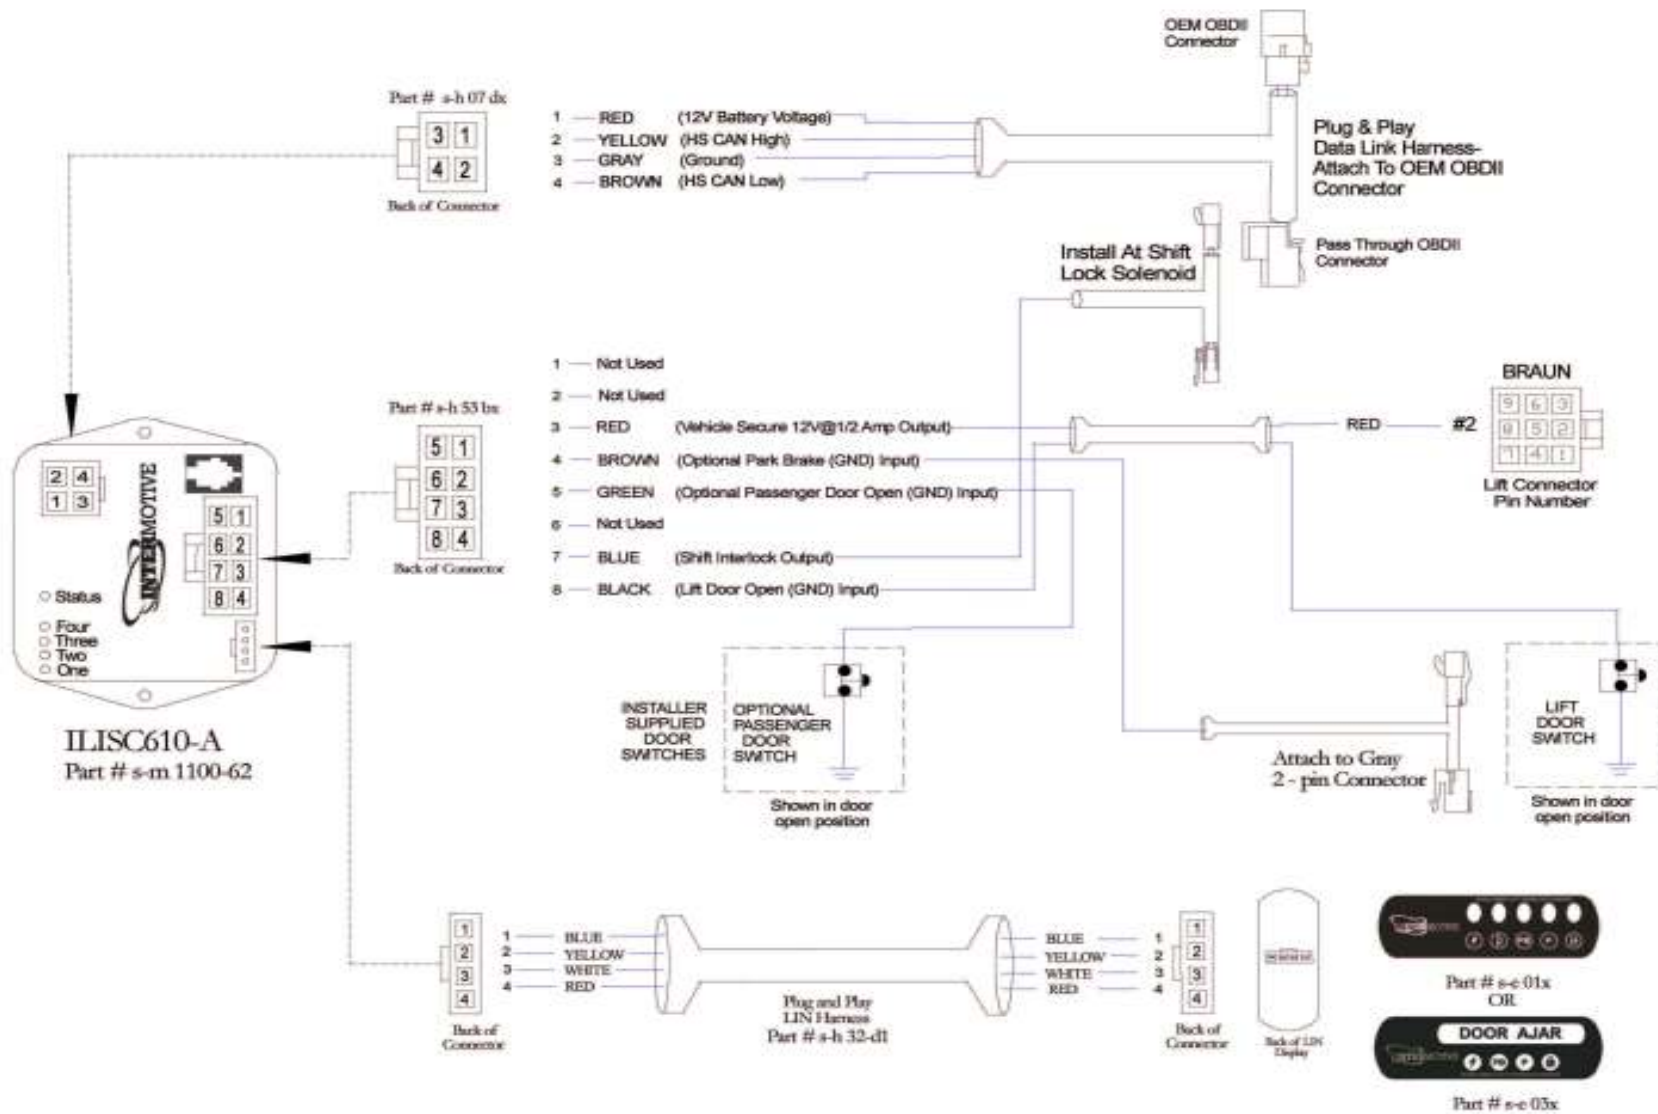 OEM OBDII
Connector
Part # s-h 07 dx
3 1
4 2
Back of Connector
1 RED (12V Battery Voltage)
2 YELLOW (HS CAN High)
3 GRAY (Ground)
4 BROWN (HS CAN Low)
Plug & Play
Data Link Harness-
Attach To OEM OBDII
Connector
Pass Through OBDII
Connector
Install At Shift
Lock Solenoid
Part # s-h 53 bx
5 1
6 2
7 3
8 4
Back of Connector
1 Not Used
2 Not Used
3 RED (Vehicle Secure 12V@1/2 Amp Output)
4 BROWN (Optional Park Brake (GND) Input)
5 GREEN (Optional Passenger Door Open (GND) Input)
6 Not Used
7 BLUE (Shift Interlock Output)
8 BLACK (Lift Door Open (GND) Input)
RED #2
BRAUN
9 6 3
8 5 2
7 4 1
Lift Connector
Pin Number
2 4
1 3
INTERMOTIVE
5 1
6 2
7 3
8 4
Status
Four
Three
Two
One
ILISC610-A
Part # s-m 1100-62
INSTALLER
SUPPLIED
DOOR
SWITCHES
OPTIONAL
PASSENGER
DOOR
SWITCH
Shown in door
open position
Attach to Gray
2 - pin Connector
LIFT
DOOR
SWITCH
Shown in door
open position
1
2
3
4
Back of
Connector
1 BLUE
2 YELLOW
3 WHITE
4 RED
Plug and Play
LIN Harness
Part # s-h 32-d1
BLUE 1
YELLOW 2
WHITE 3
RED 4
1
2
3
4
Back of
Connector
Back of LIN
Display
Part # s-c 01x
OR
DOOR AJAR
Part # s-c 03x